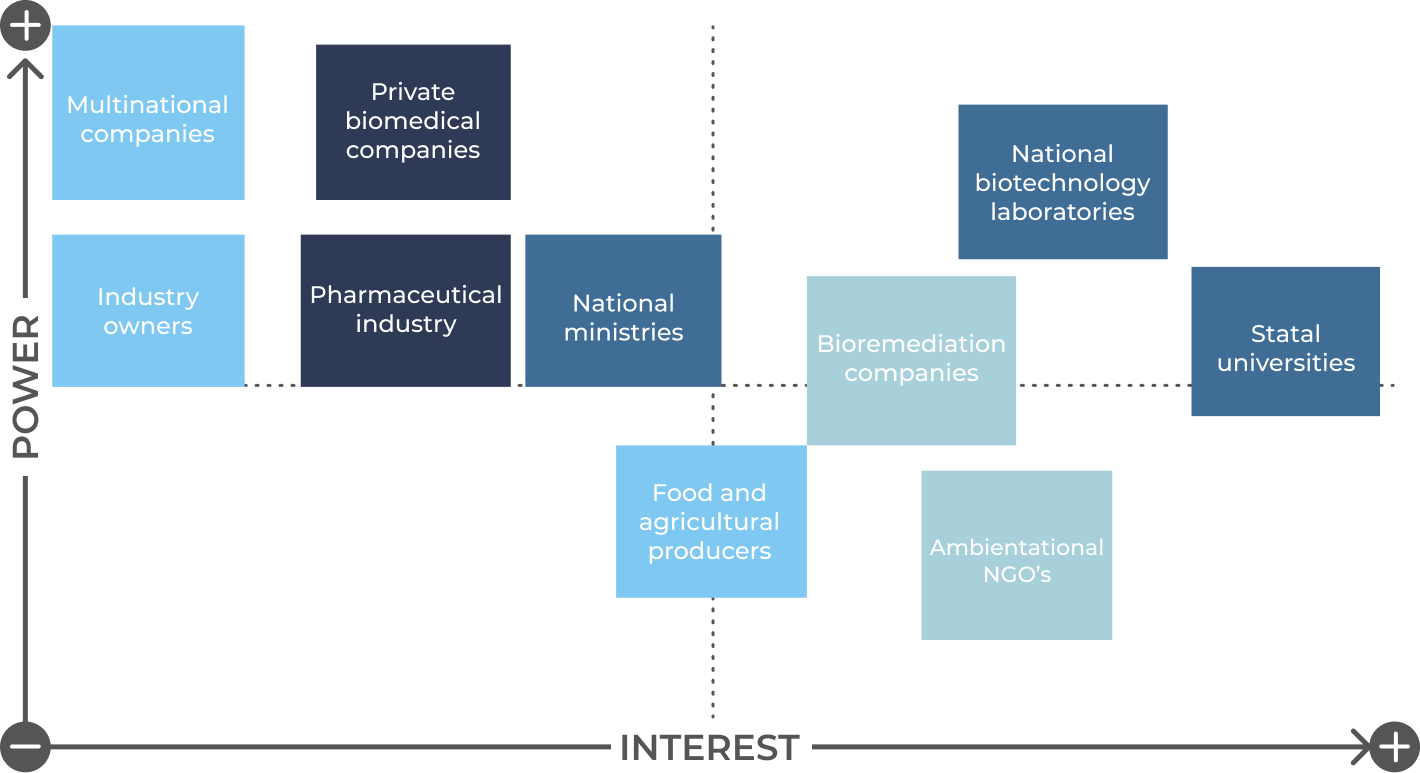 Multinational
companies
Private
biomedical
companies
National
biotechnology
laboratories
Industry
owners
Pharmaceutical
industry
National
ministries
Bioremediation
companies
Statal
universities
POWER
Food and
agricultural
producers
Ambientational
NGO’s
INTEREST